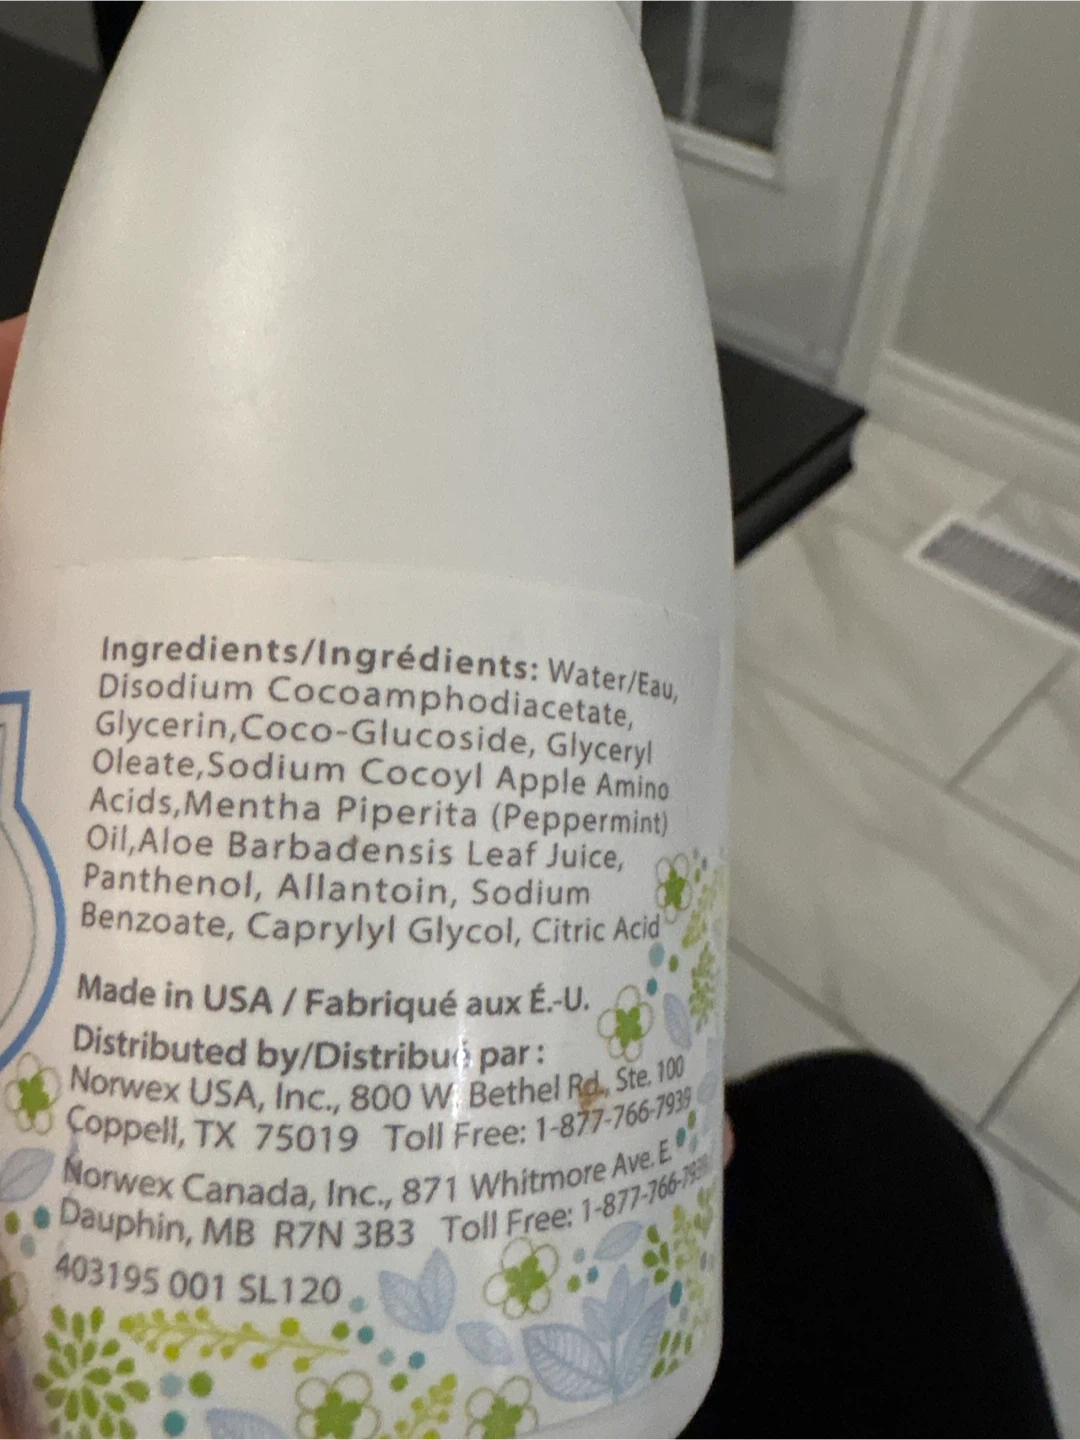 Ingredients/Ingrédients: Water/Eau,
Disodium Cocoamphodiacetate,
Glycerin,Coco-Glucoside, Glyceryl
Oleate,Sodium Cocoyl Apple Amino
Acids,Mentha Piperita (Peppermint)
Oil,Aloe Barbadensis Leaf Juice,
Panthenol, Allantoin, Sodium
Benzoate, Caprylyl Glycol, Citric Acid
Made in USA / Fabriqué aux É.-U.
Distributed by/Distribué par :
Norwex USA, Inc., 800 W. Bethel Rd., Ste. 100
Coppell, TX 75019 Toll Free: 1-877-766-7939
Norwex Canada, Inc., 871 Whitmore Ave. E.
Dauphin, MB R7N 3B3 Toll Free: 1-877-766-7939
403195 001 SL120